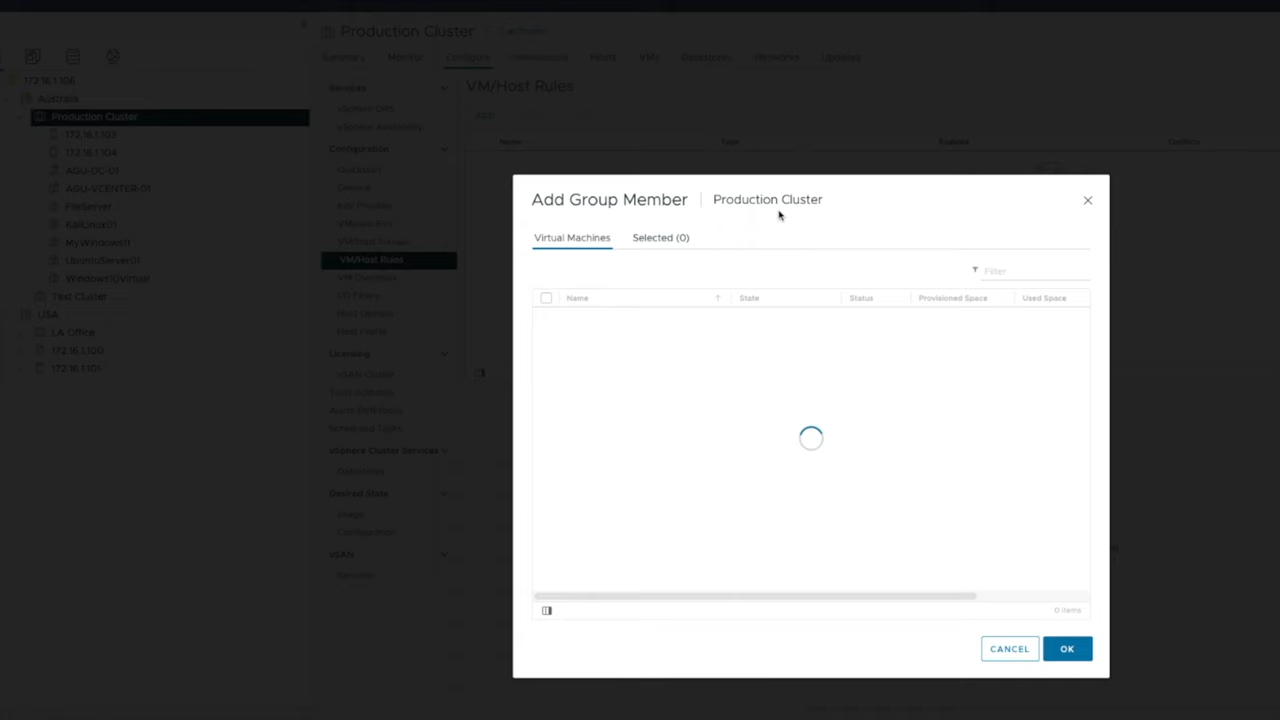 Production Cluster
Summary
Monitor
Configure
Hosts
VMs
Datastores
Networks
Updates
172.16.1.106
Australia
Production Cluster
172.16.1.103
172.16.1.104
AGU-DC-01
AGU-VCENTER-01
FileServer
KaliLinux01
MyWindows11
UbuntuServer01
Windows10Virtual
Test Cluster
USA
LA Office
172.16.1.100
172.16.1.101
Services
vSphere DRS
vSphere Availability
Configuration
Quickstart
General
Key Provider
VMware EVC
VM/Host Groups
VM/Host Rules
VM Overrides
I/O Filters
Host Options
Host Profile
Licensing
vSAN Cluster
Trust Authority
Alarm Definitions
Scheduled Tasks
vSphere Cluster Services
Datastores
Desired State
Image
Configuration
vSAN
Services
VM/Host Rules
ADD
Name
Type
Enabled
Conflicts
Add Group Member | Production Cluster
Virtual Machines
Selected (0)
Filter
Name
State
Status
Provisioned Space
Used Space
0 items
CANCEL
OK